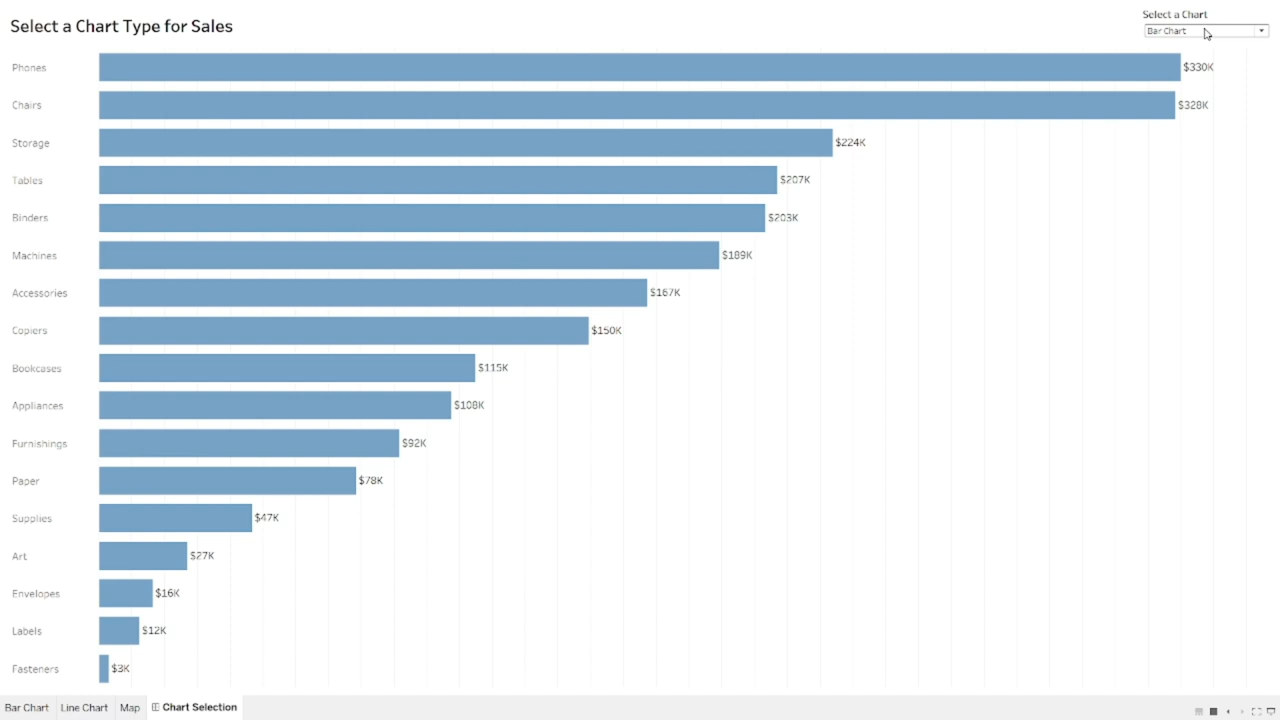 Select a Chart Type for Sales
Select a Chart
Bar Chart
Phones $330K
Chairs $328K
Storage $224K
Tables $207K
Binders $203K
Machines $189K
Accessories $167K
Copiers $150K
Bookcases $115K
Appliances $108K
Furnishings $92K
Paper $78K
Supplies $47K
Art $27K
Envelopes $16K
Labels $12K
Fasteners $3K
Bar Chart Line Chart Map Chart Selection